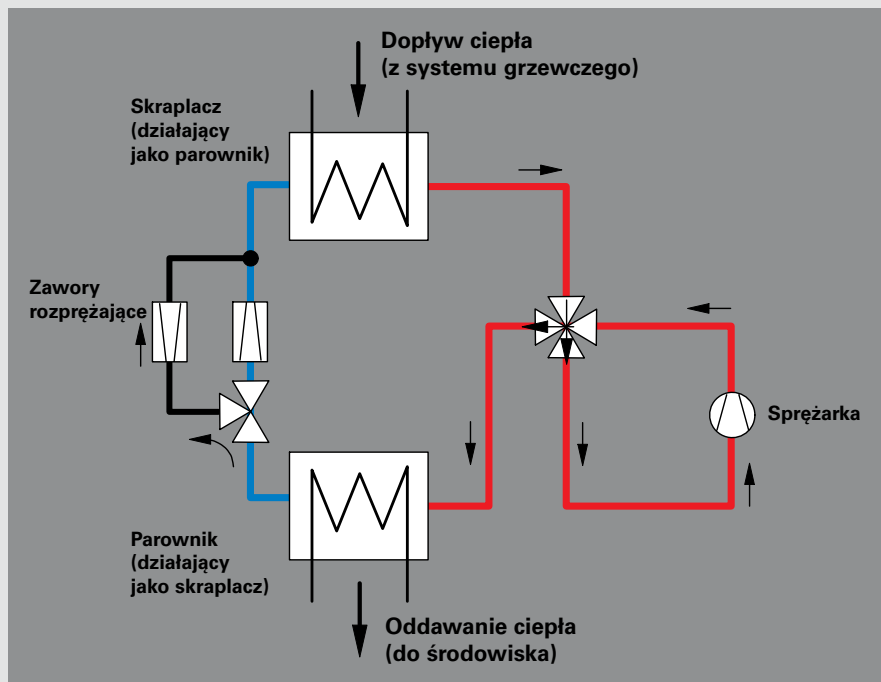 Dopływ ciepła
(z systemu grzewczego)
Skraplacz
(działający
jako parownik)
Zawory
rozprężające
Sprężarka
Parownik
(działający
jako skraplacz)
Oddawanie ciepła
(do środowiska)